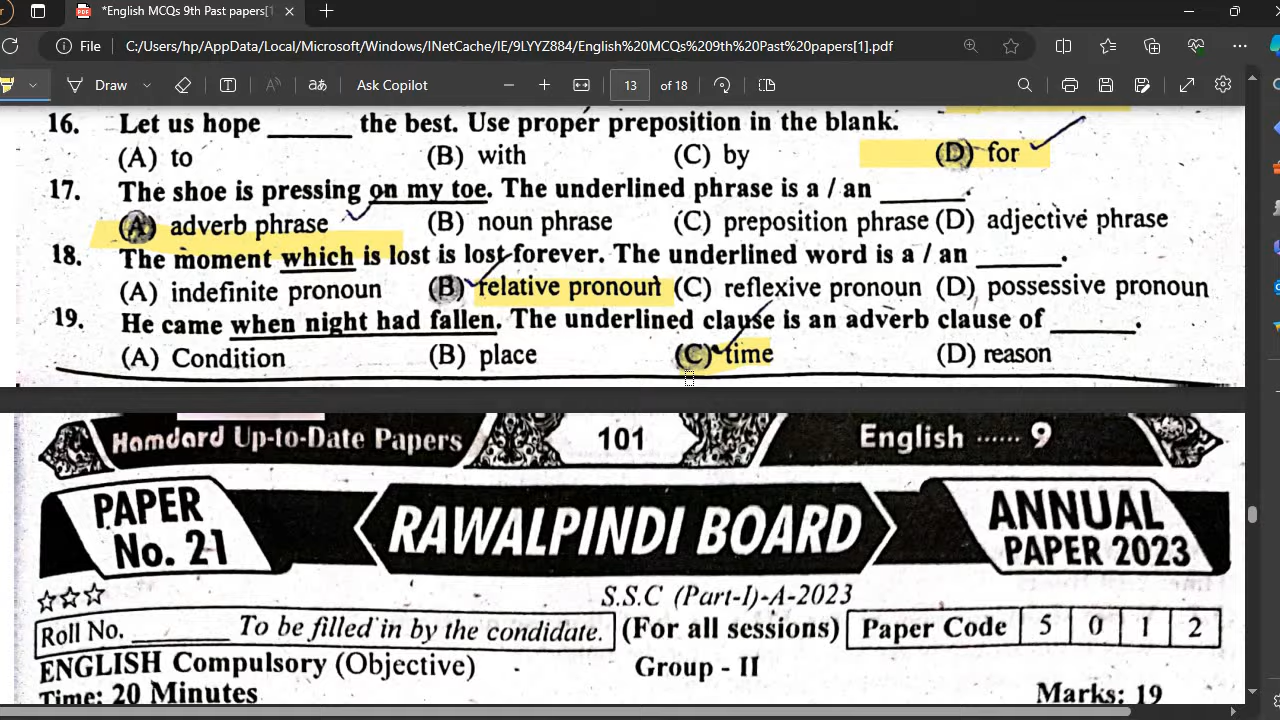 *English MCQs 9th Past papers[1
File C:/Users/hp/AppData/Local/Microsoft/Windows/INetCache/IE/9LYYZ884/English%20MCQs%209th%20Past%20papers[1].pdf
Draw Ask Copilot 13 of 18
16. Let us hope ______ the best. Use proper preposition in the blank.
(A) to (B) with (C) by (D) for
17. The shoe is pressing on my toe. The underlined phrase is a / an ______.
(A) adverb phrase (B) noun phrase (C) preposition phrase (D) adjective phrase
18. The moment which is lost is lost forever. The underlined word is a / an ______.
(A) indefinite pronoun (B) relative pronoun (C) reflexive pronoun (D) possessive pronoun
19. He came when night had fallen. The underlined clause is an adverb clause of ______.
(A) Condition (B) place (C) time (D) reason
Hamdard Up-to-Date Papers 101 English ...... 9
PAPER No. 21 RAWALPINDI BOARD ANNUAL PAPER 2023
S.S.C (Part-I)-A-2023
Roll No. ______ To be filled in by the condidate. (For all sessions) Paper Code 5 0 1 2
ENGLISH Compulsory (Objective) Group - II
Time: 20 Minutes Marks: 19